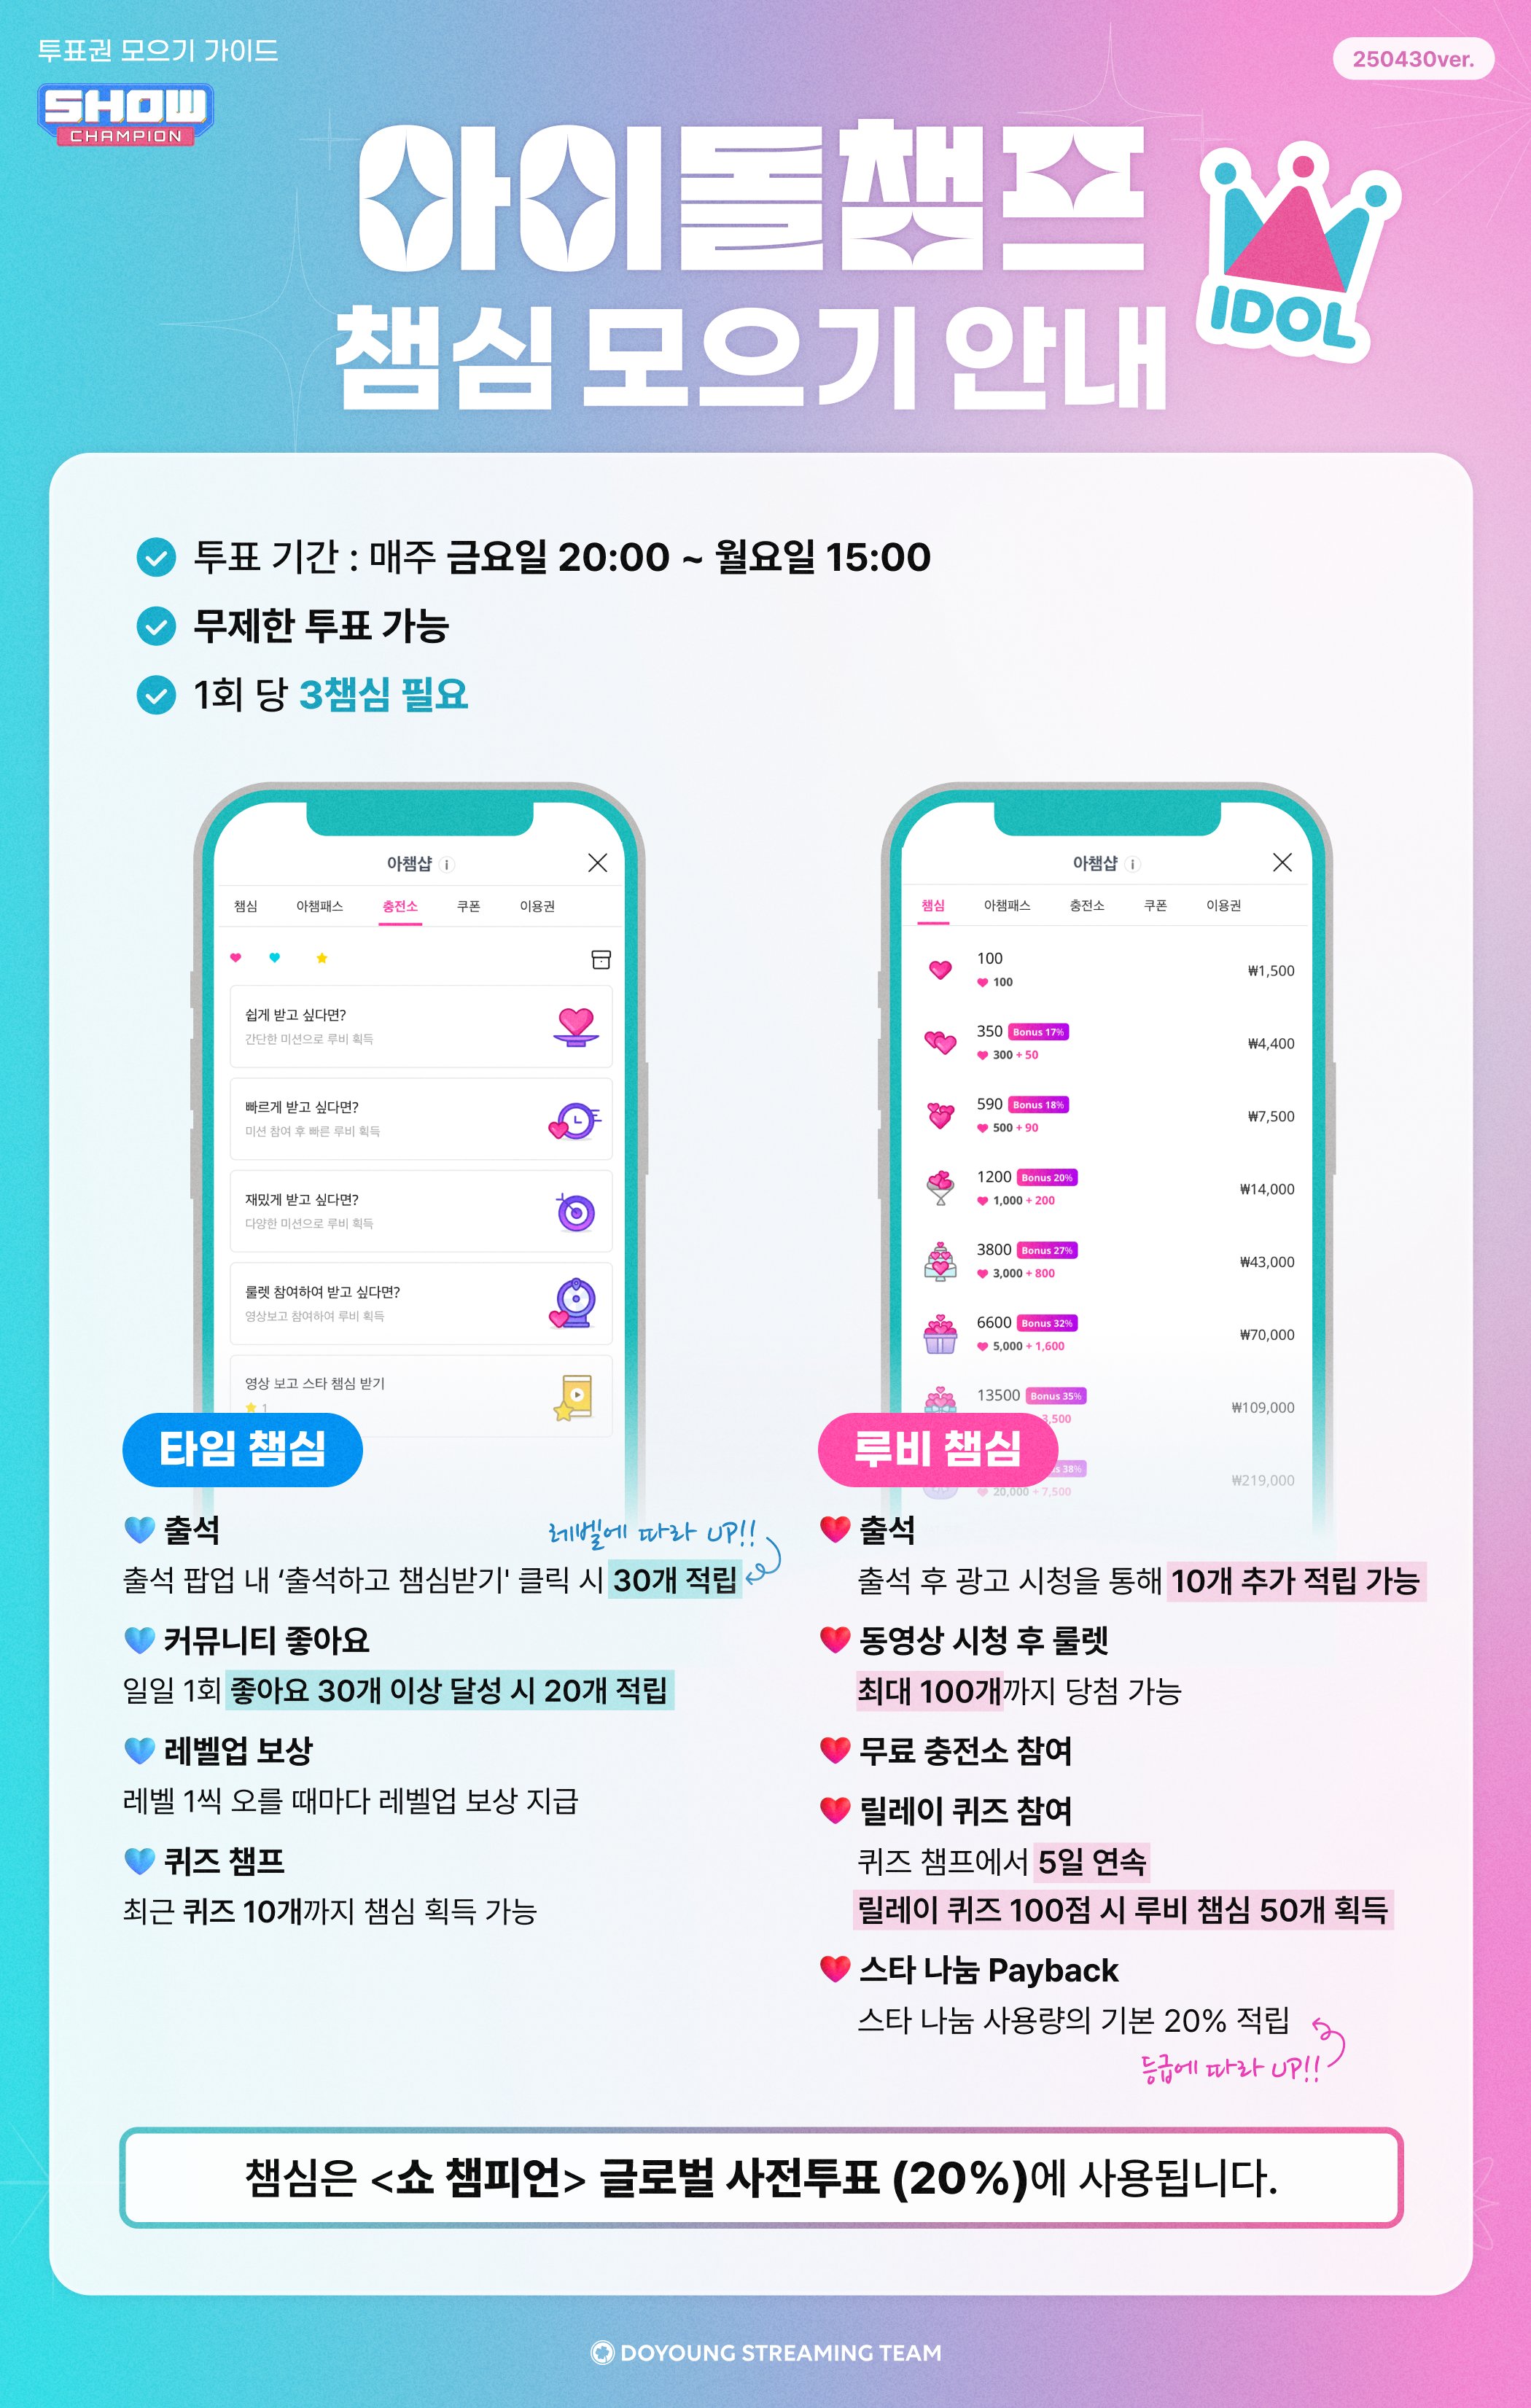 투표권 모으기 가이드
250430ver.
SHOW
CHAMPION
아이돌챔프
챔심 모으기 안내
IDOL
투표 기간 : 매주 금요일 20:00 ~ 월요일 15:00
무제한 투표 가능
1회 당 3챔심 필요
아챔샵 i
챔심 아챔패스 충전소 쿠폰 이용권
쉽게 받고 싶다면?
간단한 미션으로 루비 획득
빠르게 받고 싶다면?
미션 참여 후 빠른 루비 획득
재밌게 받고 싶다면?
다양한 미션으로 루비 획득
룰렛 참여하여 받고 싶다면?
영상보고 참여하여 루비 획득
영상 보고 스타 챔심 받기
1
아챔샵 i
챔심 아챔패스 충전소 쿠폰 이용권
100
100
₩1,500
350 Bonus 17%
300 + 50
₩4,400
590 Bonus 18%
500 + 90
₩7,500
1200 Bonus 20%
1,000 + 200
₩14,000
3800 Bonus 27%
3,000 + 800
₩43,000
6600 Bonus 32%
5,000 + 1,600
₩70,000
13500 Bonus 35%
3,500
₩109,000
38%
20,000 + 7,500
₩219,000
타임 챔심
출석
레벨에 따라 UP!!
출석 팝업 내 ‘출석하고 챔심받기' 클릭 시 30개 적립
커뮤니티 좋아요
일일 1회 좋아요 30개 이상 달성 시 20개 적립
레벨업 보상
레벨 1씩 오를 때마다 레벨업 보상 지급
퀴즈 챔프
최근 퀴즈 10개까지 챔심 획득 가능
루비 챔심
출석
출석 후 광고 시청을 통해 10개 추가 적립 가능
동영상 시청 후 룰렛
최대 100개까지 당첨 가능
무료 충전소 참여
릴레이 퀴즈 참여
퀴즈 챔프에서 5일 연속
릴레이 퀴즈 100점 시 루비 챔심 50개 획득
스타 나눔 Payback
스타 나눔 사용량의 기본 20% 적립
등급에 따라 UP!!
챔심은 <쇼 챔피언> 글로벌 사전투표 (20%)에 사용됩니다.
DOYOUNG STREAMING TEAM